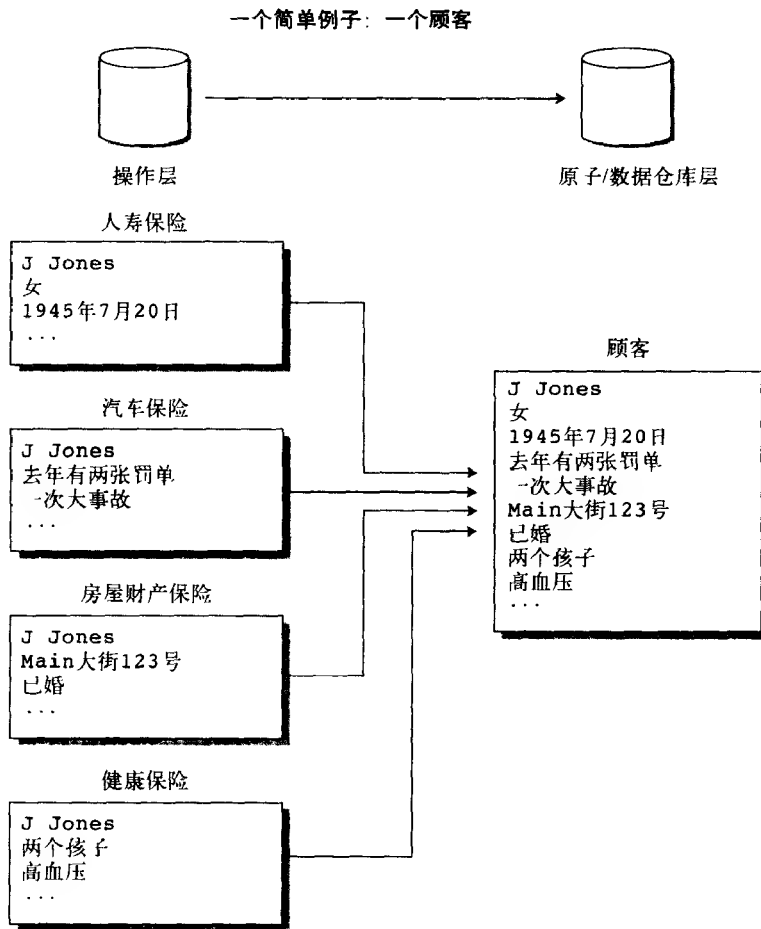 一个简单例子：一个顾客
操作层
原子/数据仓库层
人寿保险
J Jones
女
1945年7月20日
...
汽车保险
J Jones
去年有两张罚单
一次大事故
...
房屋财产保险
J Jones
Main大街123号
已婚
...
健康保险
J Jones
两个孩子
高血压
...
顾客
J Jones
女
1945年7月20日
去年有两张罚单
一次大事故
Main大街123号
已婚
两个孩子
高血压
...